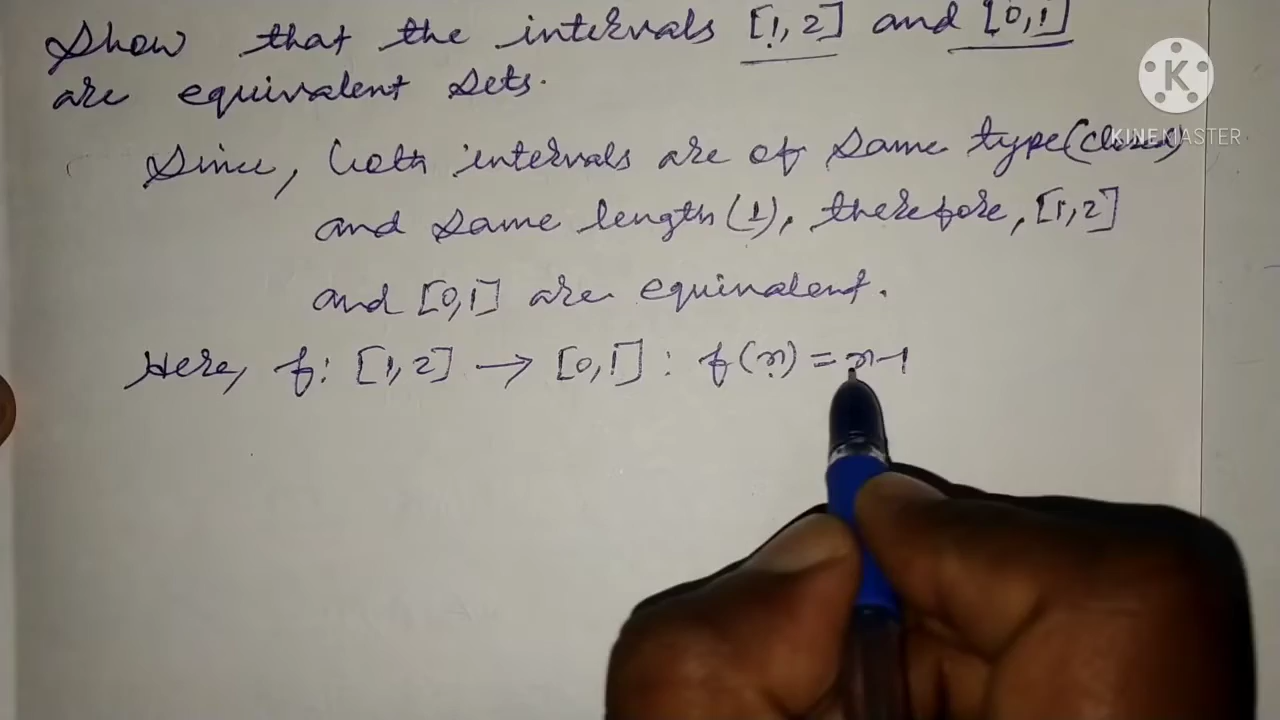 Show that the intervals [1, 2] and [0, 1]
are equivalent sets.
Since, both intervals are of same type (closed)
and same length (1), therefore, [1, 2]
and [0, 1] are equivalent.
Here, f: [1, 2] → [0, 1] : f(x) = x-1
K
KINEMASTER